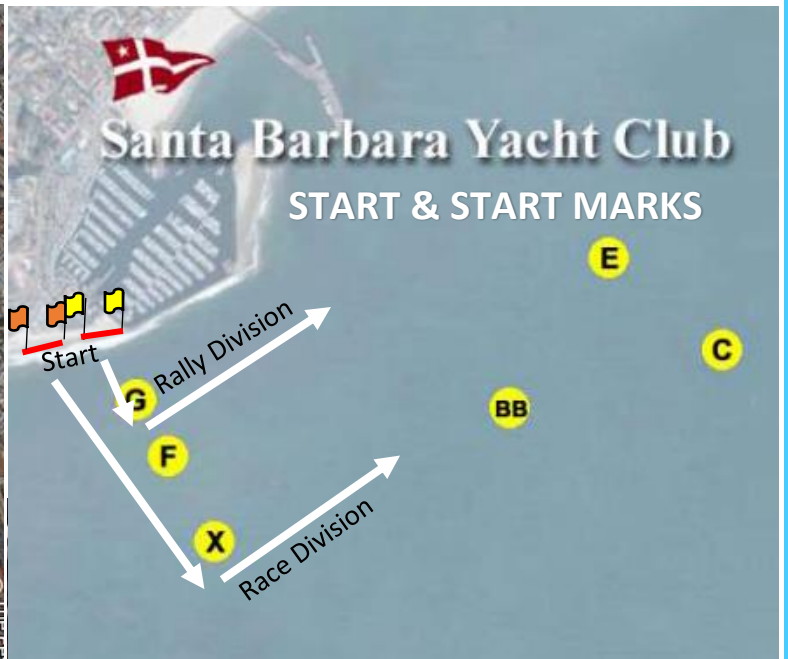 Santa Barbara Yacht Club
START & START MARKS
E
Start
Rally Division
C
G
BB
F
X
Race Division